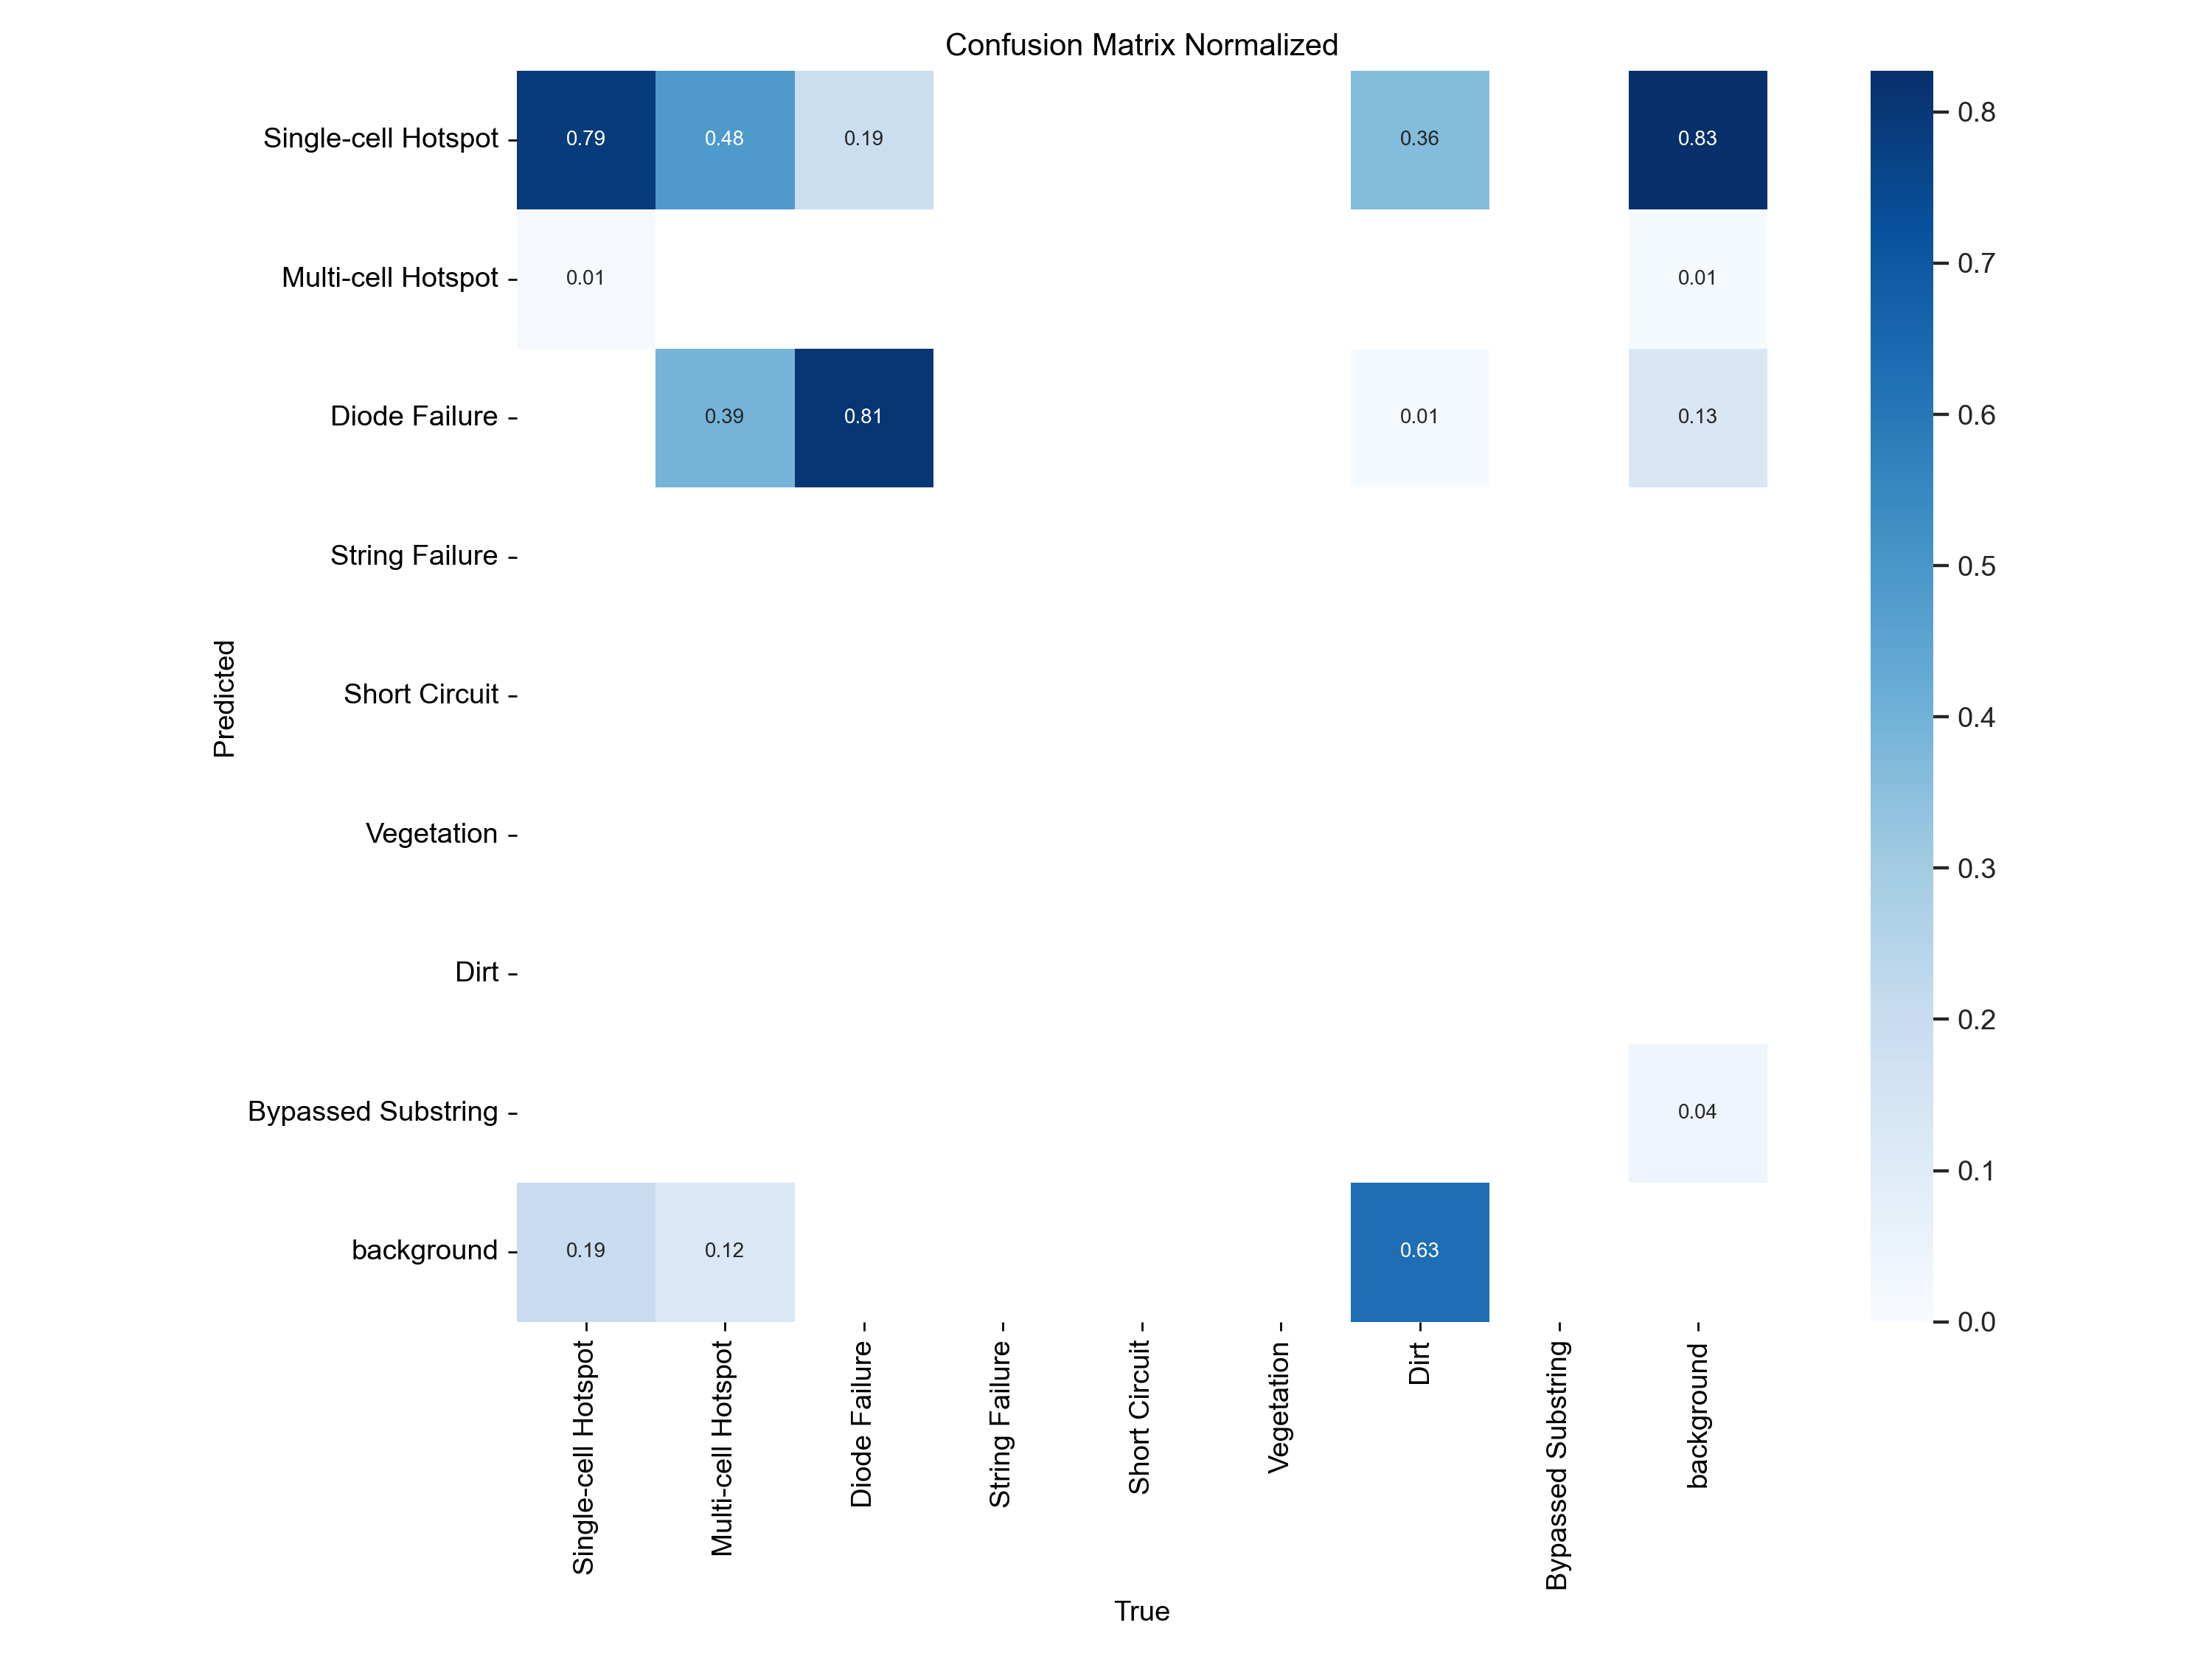 Confusion Matrix Normalized
Single-cell Hotspot 0.79 0.48 0.19 0.36 0.83 0.8
Multi-cell Hotspot 0.01 0.01 0.7
Diode Failure 0.39 0.81 0.01 0.13 0.6
String Failure 0.5
Predicted
Short Circuit 0.4
Vegetation 0.3
Dirt 0.2
Bypassed Substring 0.04 0.1
background 0.19 0.12 0.63 0.0
Single-cell Hotspot
Multi-cell Hotspot
Diode Failure
String Failure
Short Circuit
Vegetation
Dirt
Bypassed Substring
background
True